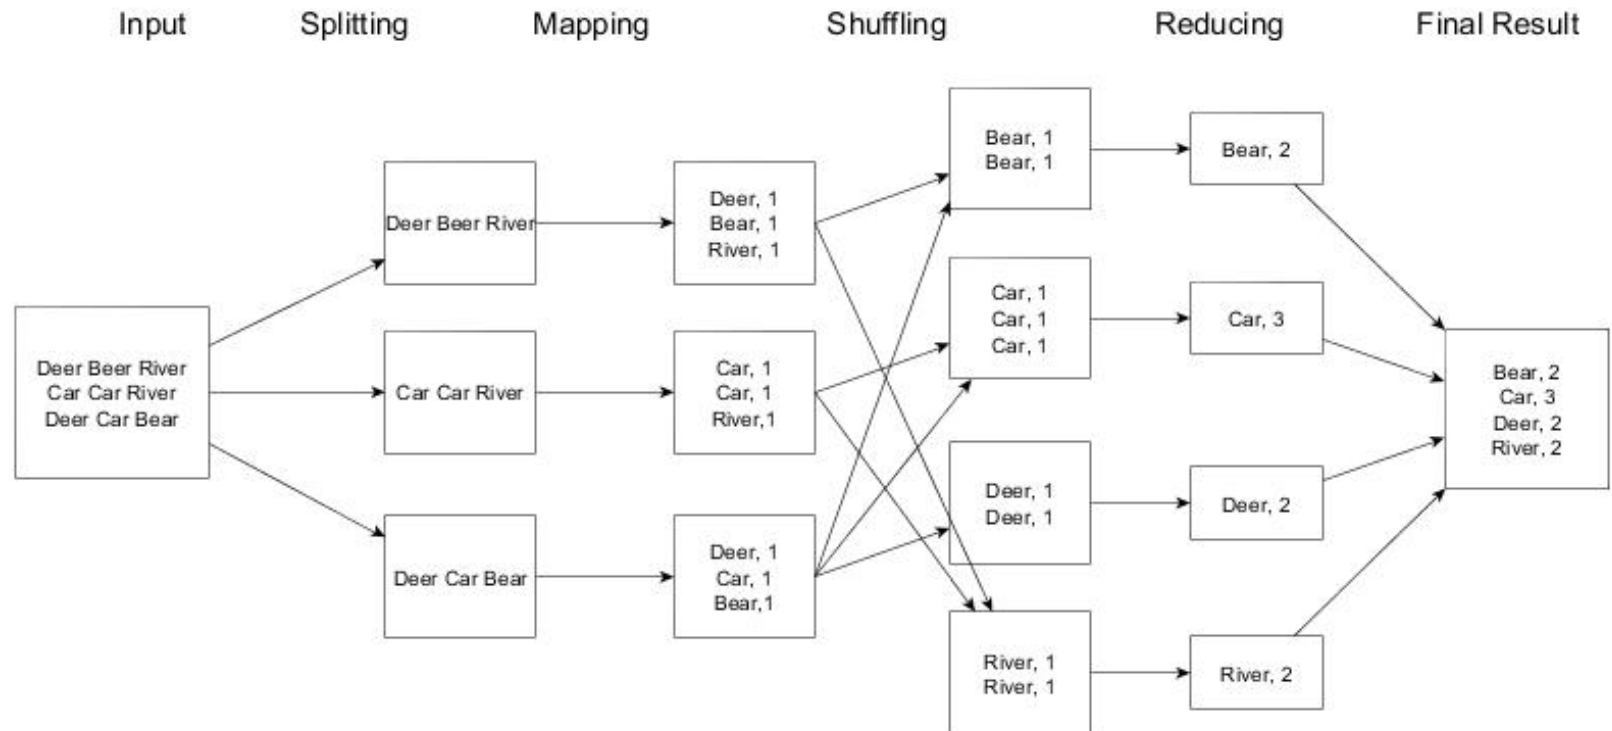 Input
Splitting
Mapping
Shuffling
Reducing
Final Result
Deer Beer River
Car Car River
Deer Car Bear
Deer Beer River
Car Car River
Deer Car Bear
Deer, 1
Bear, 1
River, 1
Car, 1
Car, 1
River,1
Deer, 1
Car, 1
Bear,1
Bear, 1
Bear, 1
Car, 1
Car, 1
Car, 1
Deer, 1
Deer, 1
River, 1
River, 1
Bear, 2
Car, 3
Deer, 2
River, 2
Bear, 2
Car, 3
Deer, 2
River, 2